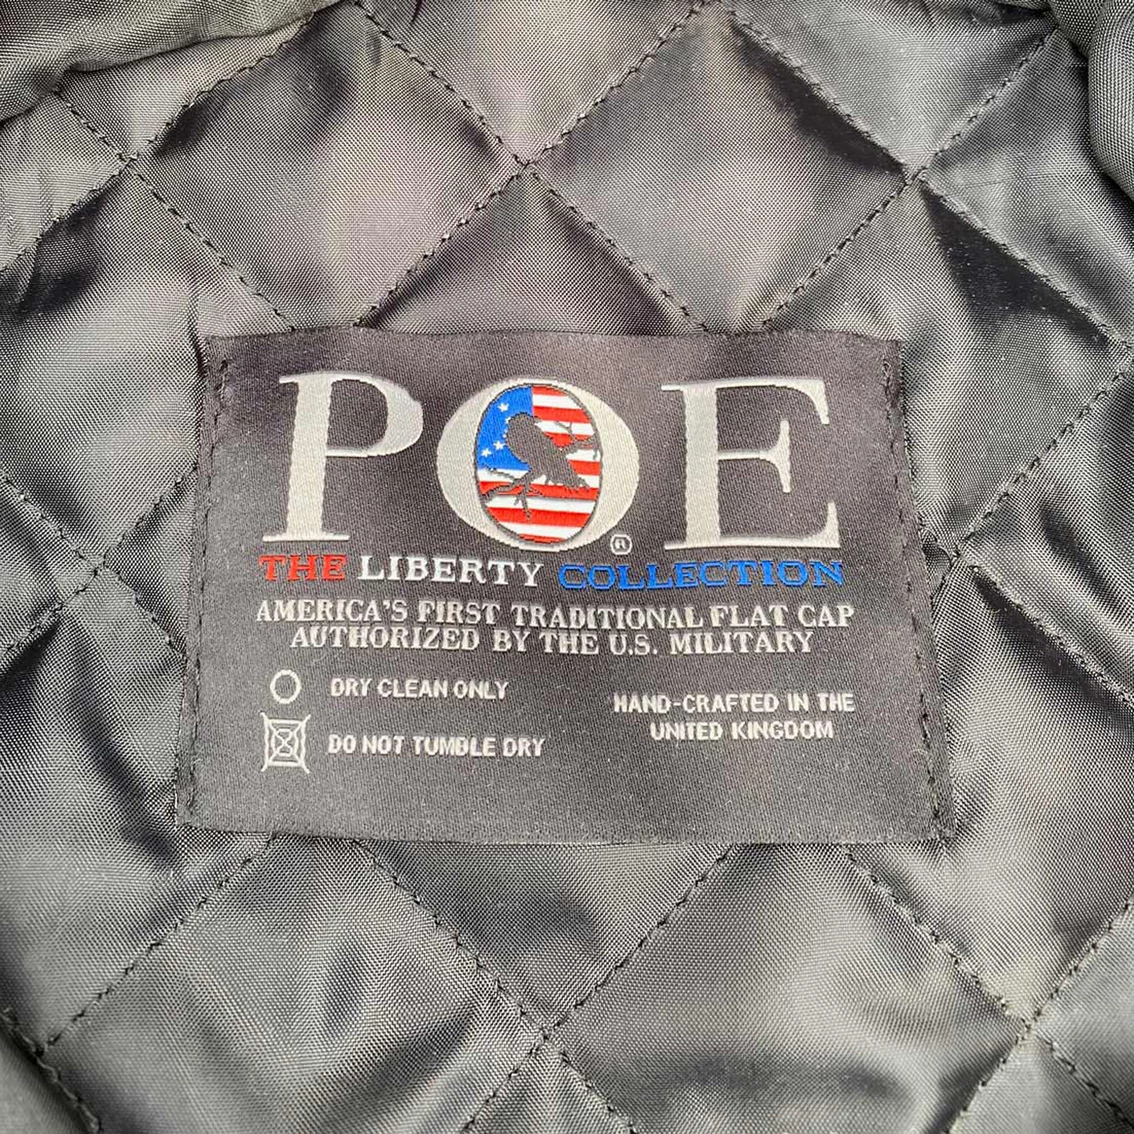 POE®
THE LIBERTY COLLECTION
AMERICA'S FIRST TRADITIONAL FLAT CAP
AUTHORIZED BY THE U.S. MILITARY
DRY CLEAN ONLY
DO NOT TUMBLE DRY
HAND-CRAFTED IN THE
UNITED KINGDOM